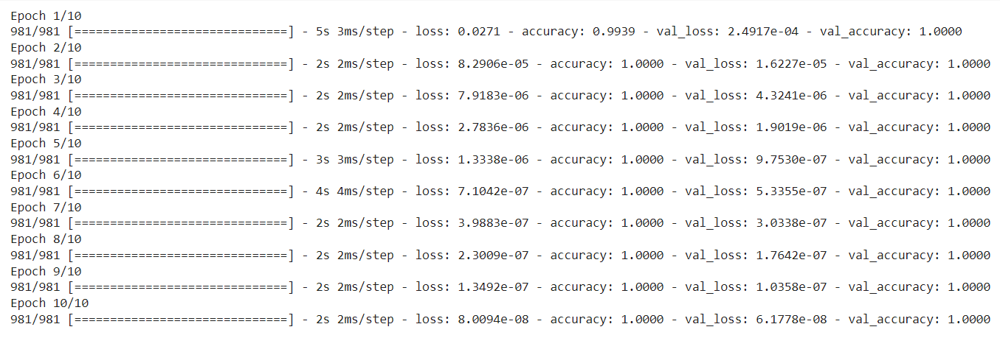 Epoch 1/10
981/981 [==============================] - 5s 3ms/step - loss: 0.0271 - accuracy: 0.9939 - val_loss: 2.4917e-04 - val_accuracy: 1.0000
Epoch 2/10
981/981 [==============================] - 2s 2ms/step - loss: 8.2906e-05 - accuracy: 1.0000 - val_loss: 1.6227e-05 - val_accuracy: 1.0000
Epoch 3/10
981/981 [==============================] - 2s 2ms/step - loss: 7.9183e-06 - accuracy: 1.0000 - val_loss: 4.3241e-06 - val_accuracy: 1.0000
Epoch 4/10
981/981 [==============================] - 2s 2ms/step - loss: 2.7836e-06 - accuracy: 1.0000 - val_loss: 1.9019e-06 - val_accuracy: 1.0000
Epoch 5/10
981/981 [==============================] - 3s 3ms/step - loss: 1.3338e-06 - accuracy: 1.0000 - val_loss: 9.7530e-07 - val_accuracy: 1.0000
Epoch 6/10
981/981 [==============================] - 4s 4ms/step - loss: 7.1042e-07 - accuracy: 1.0000 - val_loss: 5.3355e-07 - val_accuracy: 1.0000
Epoch 7/10
981/981 [==============================] - 2s 2ms/step - loss: 3.9883e-07 - accuracy: 1.0000 - val_loss: 3.0338e-07 - val_accuracy: 1.0000
Epoch 8/10
981/981 [==============================] - 2s 2ms/step - loss: 2.3009e-07 - accuracy: 1.0000 - val_loss: 1.7642e-07 - val_accuracy: 1.0000
Epoch 9/10
981/981 [==============================] - 2s 2ms/step - loss: 1.3492e-07 - accuracy: 1.0000 - val_loss: 1.0358e-07 - val_accuracy: 1.0000
Epoch 10/10
981/981 [==============================] - 2s 2ms/step - loss: 8.0094e-08 - accuracy: 1.0000 - val_loss: 6.1778e-08 - val_accuracy: 1.0000